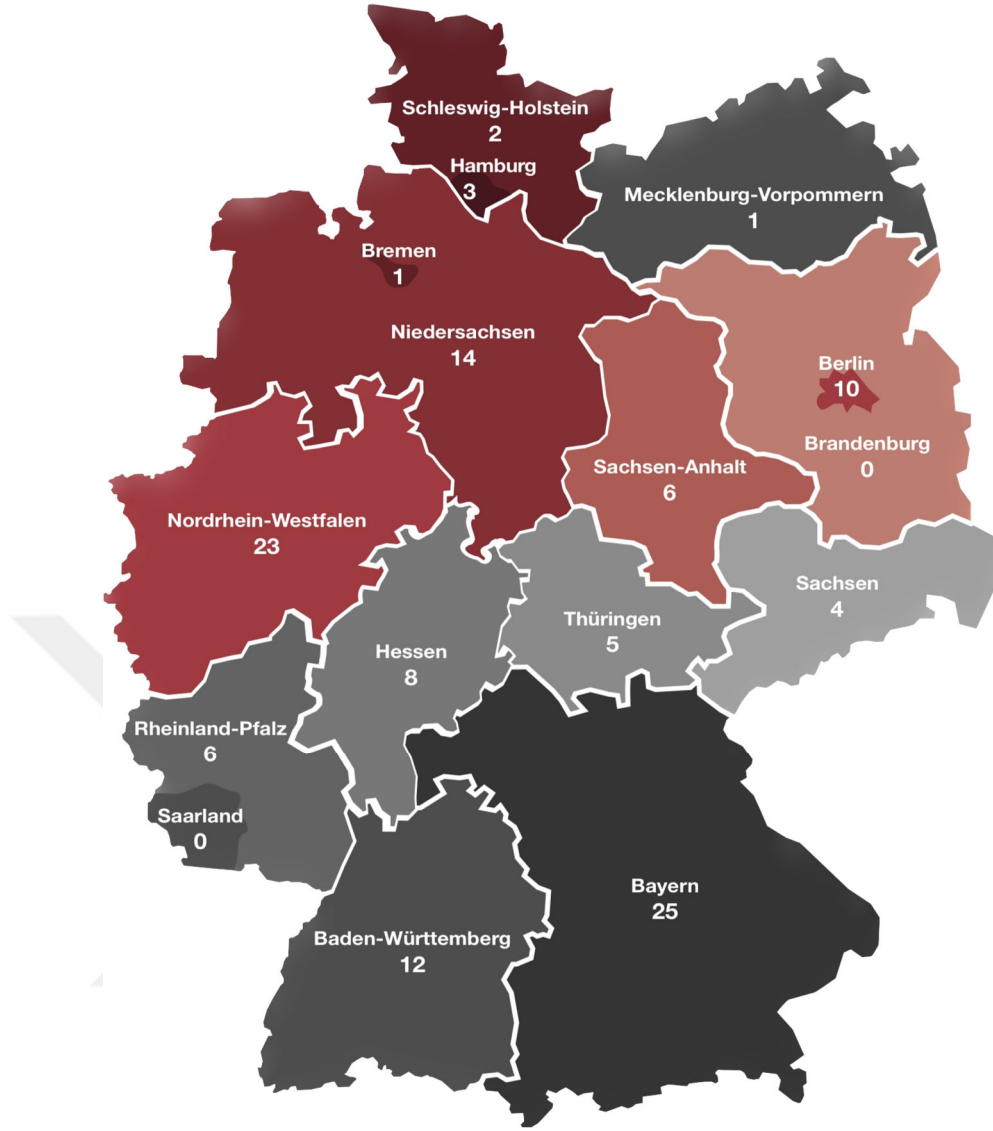 Schleswig-Holstein
2
Hamburg
3
Mecklenburg-Vorpommern
1
Bremen
1
Niedersachsen
14
Berlin
10
Brandenburg
0
Sachsen-Anhalt
6
Nordrhein-Westfalen
23
Sachsen
4
Thüringen
5
Hessen
8
Rheinland-Pfalz
6
Saarland
0
Bayern
25
Baden-Württemberg
12